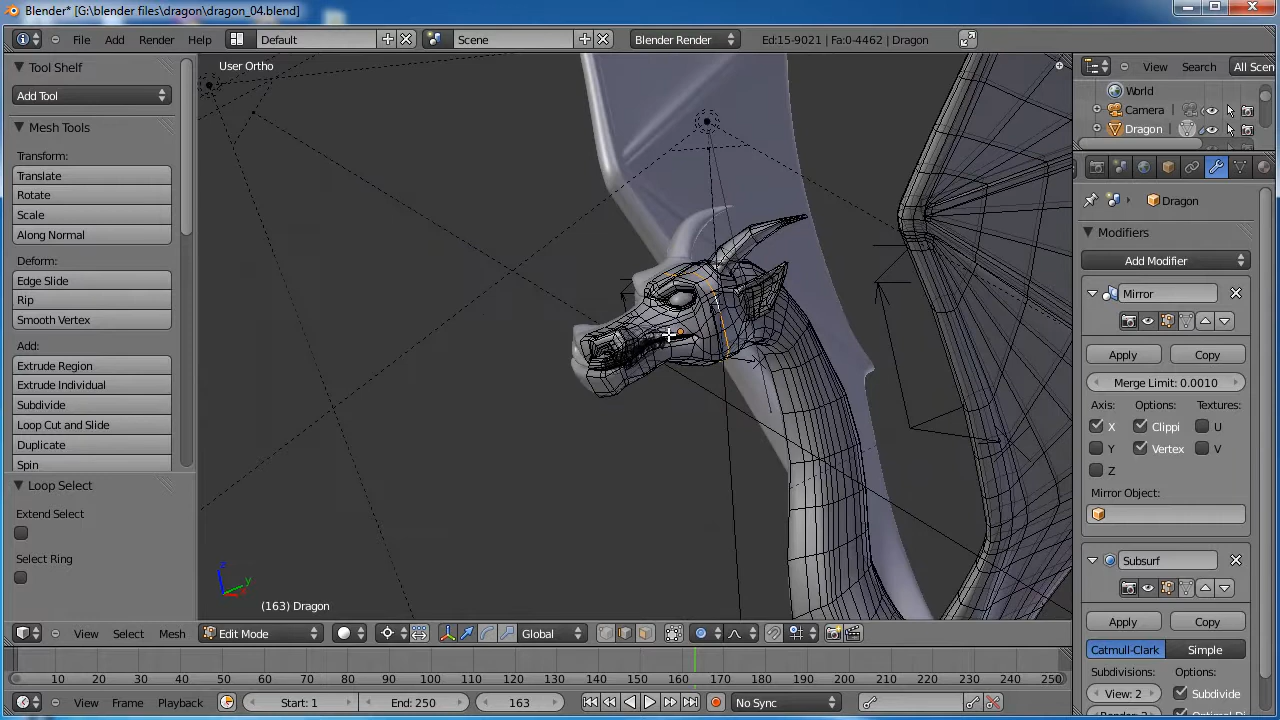 Blender* [G:\blender files\dragon\dragon_04.blend]
File Add Render Help Default Scene Blender Render Ed:15-9021 | Fa:0-4462 | Dragon
Tool Shelf
Add Tool
Mesh Tools
Transform:
Translate
Rotate
Scale
Along Normal
Deform:
Edge Slide
Rip
Smooth Vertex
Add:
Extrude Region
Extrude Individual
Subdivide
Loop Cut and Slide
Duplicate
Spin
Loop Select
Extend Select
Select Ring
User Ortho
z
y
x
(163) Dragon
View Select Mesh Edit Mode Global
10 20 30 40 50 60 70 80 90 100 110 120 130 140 150 160 170 180 190 200 210 220 230 240 250
View Frame Playback Start: 1 End: 250 163 No Sync
View Search All Scen
World
Camera
Dragon
Dragon
Modifiers
Add Modifier
Mirror
Apply Copy
Merge Limit: 0.0010
Axis: Options: Textures:
X Clippi U
Y Vertex V
Z
Mirror Object:
Subsurf
Apply Copy
Catmull-Clark Simple
Subdivisions: Options:
View: 2 Subdivide